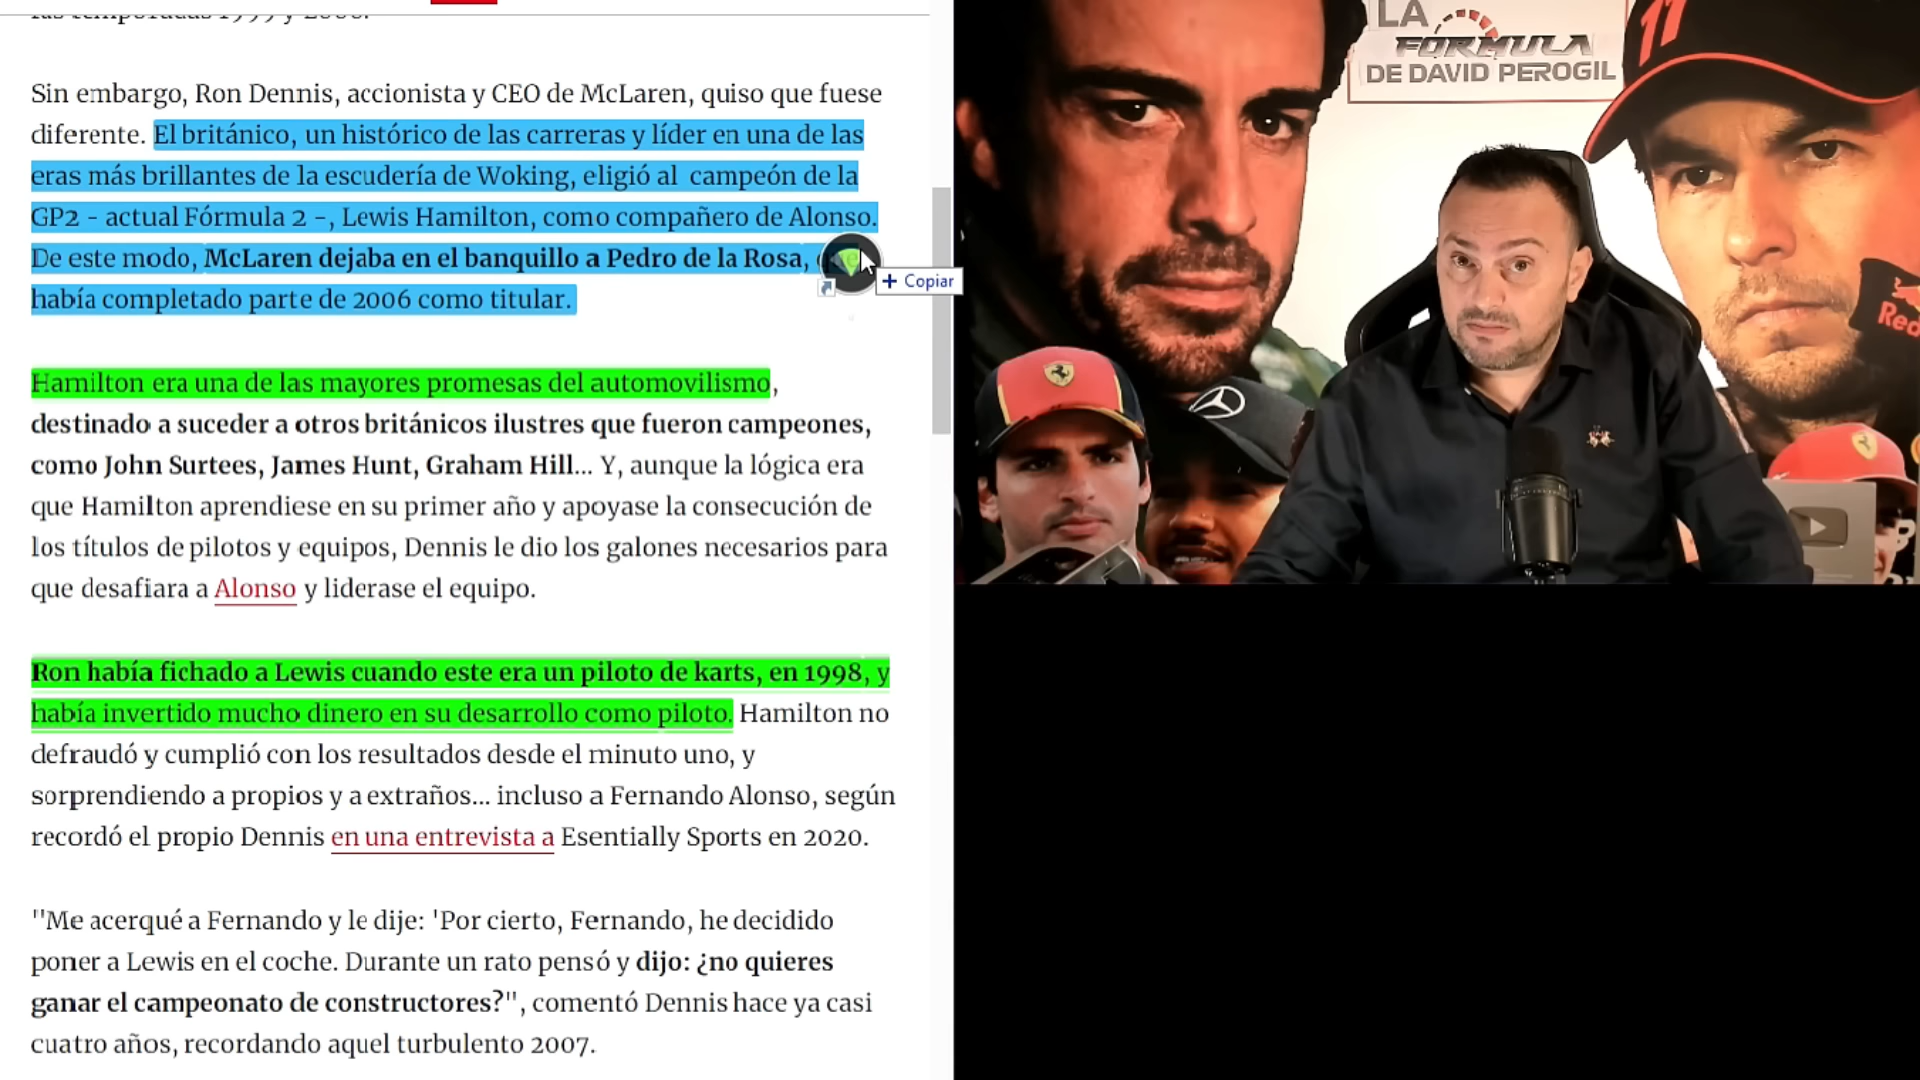 las temporadas 1999 y 2006.
Sin embargo, Ron Dennis, accionista y CEO de McLaren, quiso que fuese
diferente. El británico, un histórico de las carreras y líder en una de las
eras más brillantes de la escudería de Woking, eligió al campeón de la
GP2 - actual Fórmula 2 -, Lewis Hamilton, como compañero de Alonso.
De este modo, McLaren dejaba en el banquillo a Pedro de la Rosa,
había completado parte de 2006 como titular.
Copiar
Hamilton era una de las mayores promesas del automovilismo,
destinado a suceder a otros británicos ilustres que fueron campeones,
como John Surtees, James Hunt, Graham Hill... Y, aunque la lógica era
que Hamilton aprendiese en su primer año y apoyase la consecución de
los títulos de pilotos y equipos, Dennis le dio los galones necesarios para
que desafiara a Alonso y liderase el equipo.
Ron había fichado a Lewis cuando este era un piloto de karts, en 1998, y
había invertido mucho dinero en su desarrollo como piloto. Hamilton no
defraudó y cumplió con los resultados desde el minuto uno, y
sorprendiendo a propios y a extraños... incluso a Fernando Alonso, según
recordó el propio Dennis en una entrevista a Esentially Sports en 2020.
"Me acerqué a Fernando y le dije: 'Por cierto, Fernando, he decidido
poner a Lewis en el coche. Durante un rato pensó y dijo: ¿no quieres
ganar el campeonato de constructores?", comentó Dennis hace ya casi
cuatro años, recordando aquel turbulento 2007.
LA
FORMULA
DE DAVID PEROGIL
11
Red